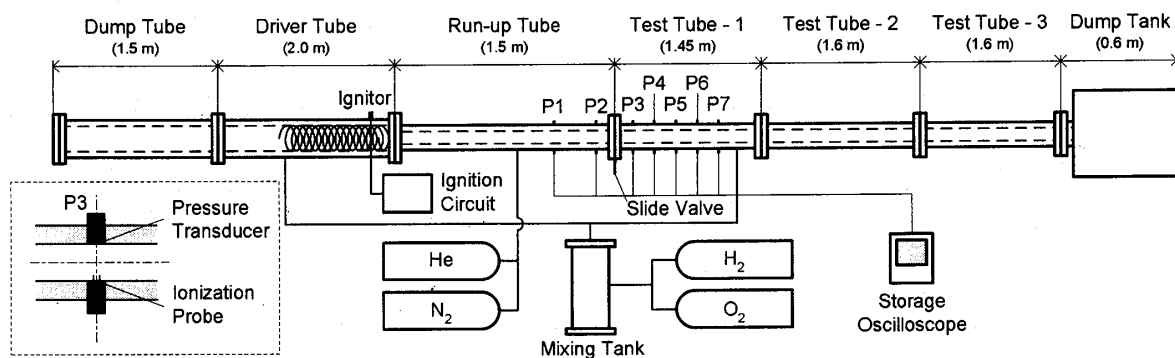 Dump Tube
(1.5 m)
Driver Tube
(2.0 m)
Run-up Tube
(1.5 m)
Test Tube - 1
(1.45 m)
Test Tube - 2
(1.6 m)
Test Tube - 3
(1.6 m)
Dump Tank
(0.6 m)
Ignitor
P1
P2
P3
P4
P5
P6
P7
Ignition
Circuit
Slide Valve
He
N2
H2
O2
Mixing Tank
Storage
Oscilloscope
P3
Pressure
Transducer
Ionization
Probe